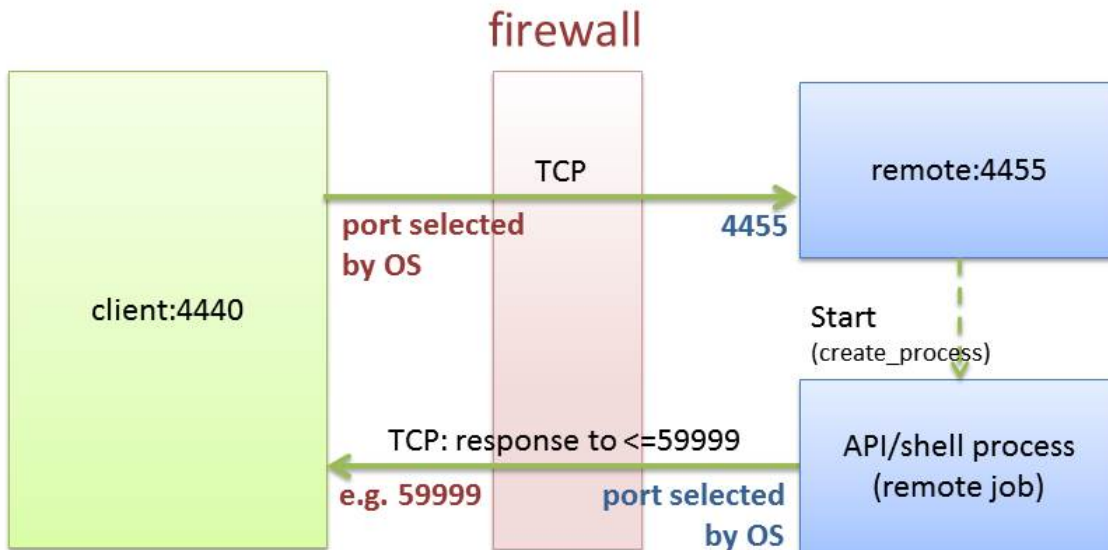 firewall
TCP
remote:4455
port selected
by OS
4455
client:4440
Start
(create_process)
TCP: response to <=59999
API/shell process
(remote job)
e.g. 59999
port selected
by OS